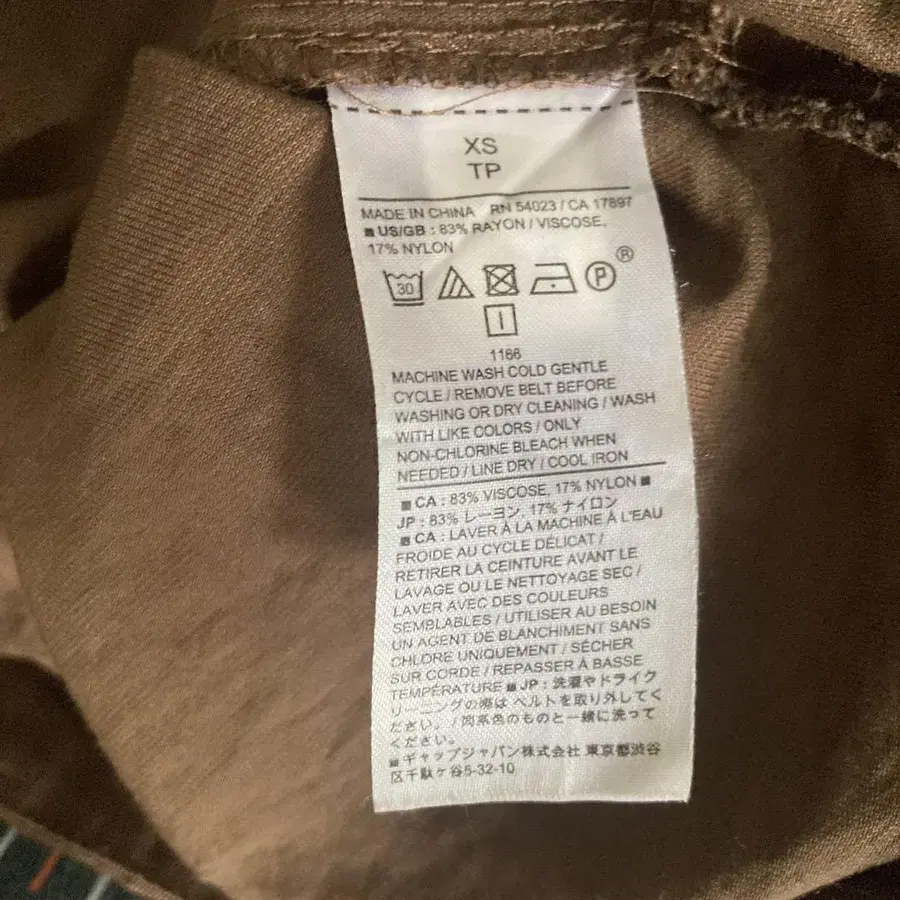 XS
TP
MADE IN CHINA RN 54023 / CA 17897
■ US/GB : 83% RAYON / VISCOSE,
17% NYLON
30 P ®
1166
MACHINE WASH COLD GENTLE
CYCLE / REMOVE BELT BEFORE
WASHING OR DRY CLEANING / WASH
WITH LIKE COLORS / ONLY
NON-CHLORINE BLEACH WHEN
NEEDED / LINE DRY / COOL IRON
■ CA : 83% VISCOSE, 17% NYLON ■
JP : 83% レーヨン, 17% ナイロン
■ CA : LAVER À LA MACHINE À L'EAU
FROIDE AU CYCLE DÉLICAT /
RETIRER LA CEINTURE AVANT LE
LAVAGE OU LE NETTOYAGE SEC /
LAVER AVEC DES COULEURS
SEMBLABLES / UTILISER AU BESOIN
UN AGENT DE BLANCHIMENT SANS
CHLORE UNIQUEMENT / SÉCHER
SUR CORDE / REPASSER À BASSE
TEMPÉRATURE ■ JP : 洗濯やドライク
リーニングの際は ベルトを取り外してく
ださい。/ 同系色のものと一緒に洗って
ください。
■ ギャップジャパン株式会社 東京都渋谷
区千駄ヶ谷5-32-10